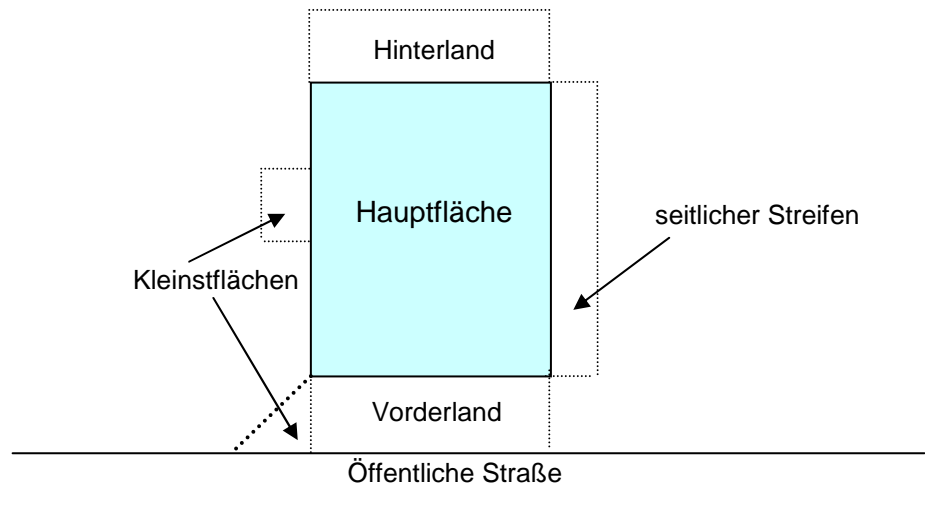 Hinterland
Hauptfläche
seitlicher Streifen
Kleinstflächen
Vorderland
Öffentliche Straße